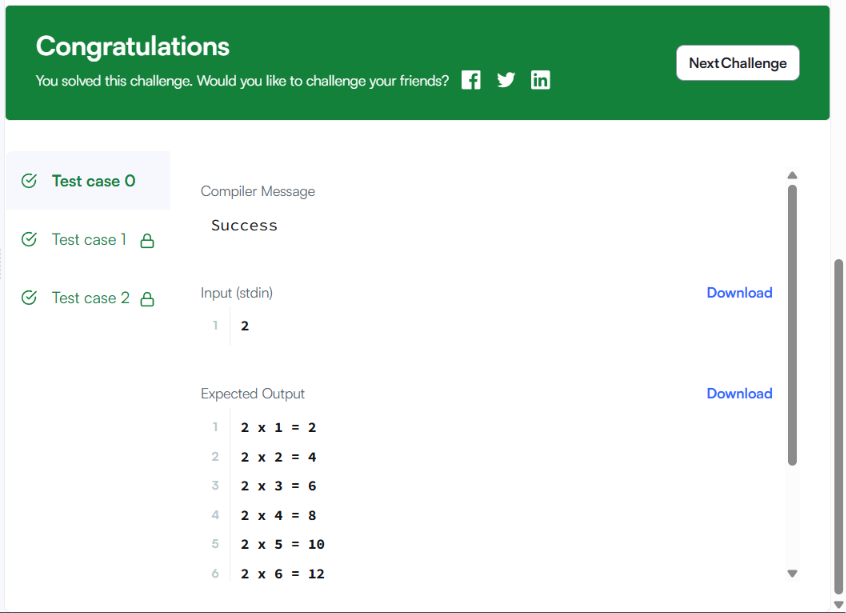 Congratulations
You solved this challenge. Would you like to challenge your friends?
Next Challenge
Test case 0
Test case 1
Test case 2
Compiler Message
Success
Input (stdin)
Download
1 2
Expected Output
Download
1 2 x 1 = 2
2 2 x 2 = 4
3 2 x 3 = 6
4 2 x 4 = 8
5 2 x 5 = 10
6 2 x 6 = 12